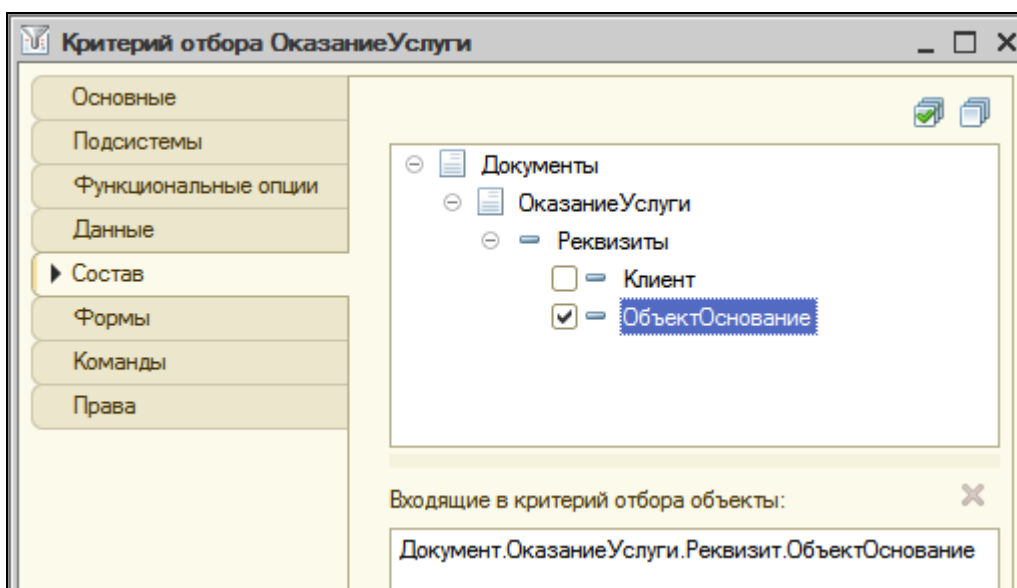 Критерий отбора ОказаниеУслуги
Основные
Подсистемы
Функциональные опции
Данные
Состав
Формы
Команды
Права
Документы
ОказаниеУслуги
Реквизиты
Клиент
ОбъектОснование
Входящие в критерий отбора объекты:
Документ.ОказаниеУслуги.Реквизит.ОбъектОснование